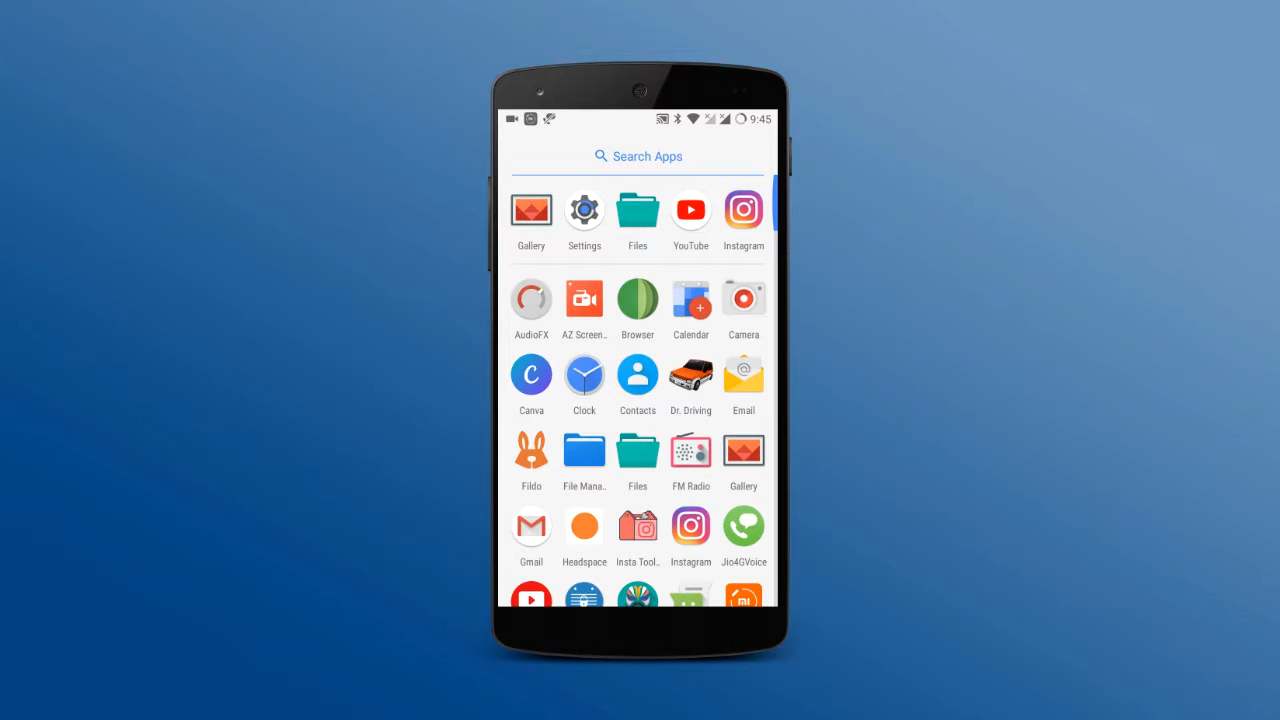 9:45
Search Apps
Gallery Settings Files YouTube Instagram
AudioFX AZ Screen.. Browser Calendar Camera
Canva Clock Contacts Dr. Driving Email
Fildo File Mana.. Files FM Radio Gallery
Gmail Headspace Insta Tool.. Instagram Jio4GVoice